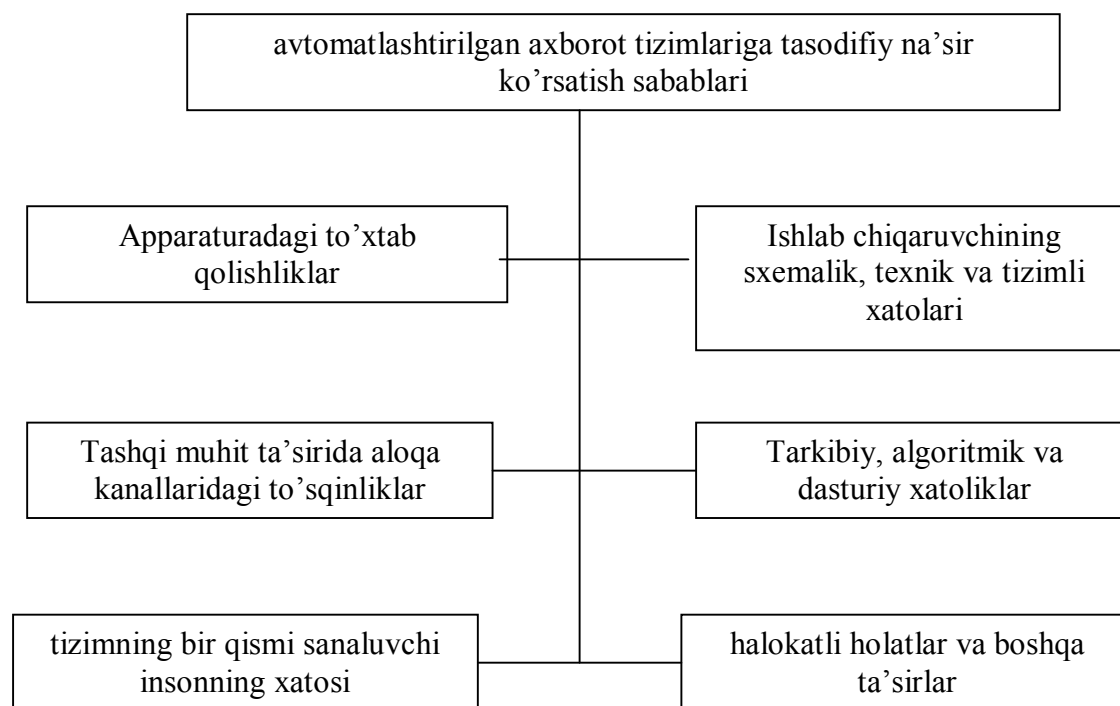 avtomatlashtirilgan axborot tizimlariga tasodifiy na’sir
ko’rsatish sabablari
Apparaturadagi to’xtab
qolishliklar
Ishlab chiqaruvchining
sxemalik, texnik va tizimli
xatolari
Tashqi muhit ta’sirida aloqa
kanallaridagi to’sqinliklar
Tarkibiy, algoritmik va
dasturiy xatoliklar
tizimning bir qismi sanaluvchi
insonning xatosi
halokatli holatlar va boshqa
ta’sirlar